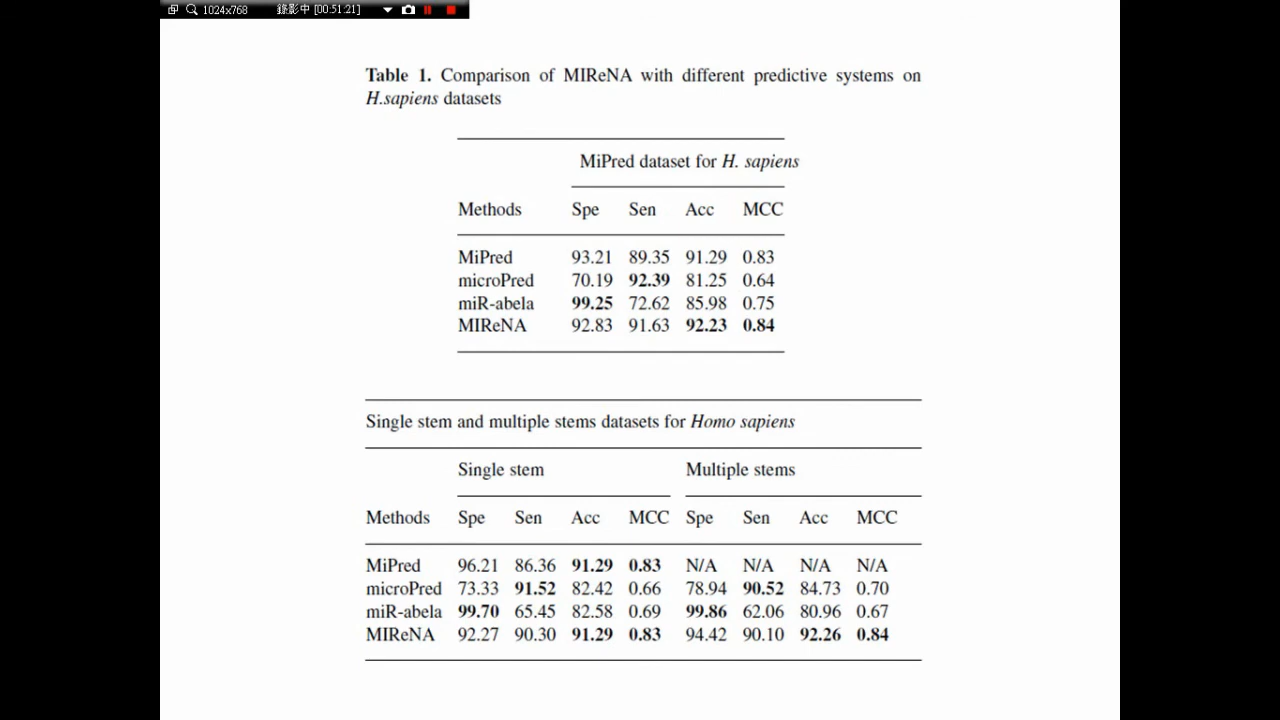 1024x768 錄影中 [00:51:21]
Table 1. Comparison of MIReNA with different predictive systems on
H.sapiens datasets
MiPred dataset for H. sapiens
Methods Spe Sen Acc MCC
MiPred 93.21 89.35 91.29 0.83
microPred 70.19 92.39 81.25 0.64
miR-abela 99.25 72.62 85.98 0.75
MIReNA 92.83 91.63 92.23 0.84
Single stem and multiple stems datasets for Homo sapiens
Single stem Multiple stems
Methods Spe Sen Acc MCC Spe Sen Acc MCC
MiPred 96.21 86.36 91.29 0.83 N/A N/A N/A N/A
microPred 73.33 91.52 82.42 0.66 78.94 90.52 84.73 0.70
miR-abela 99.70 65.45 82.58 0.69 99.86 62.06 80.96 0.67
MIReNA 92.27 90.30 91.29 0.83 94.42 90.10 92.26 0.84